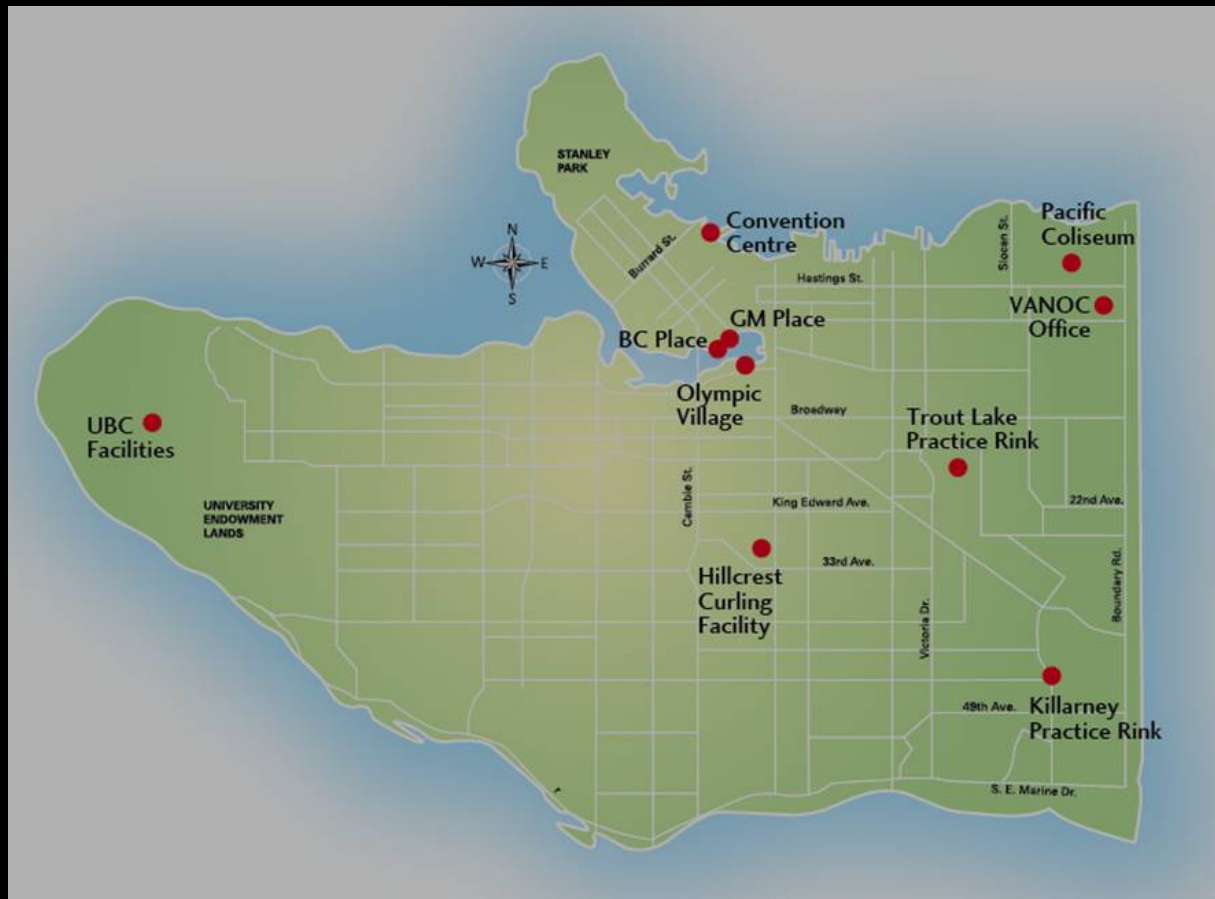 STANLEY
PARK
N
W
E
S
Burrard St.
Convention
Centre
Hastings St.
Slocan St.
Pacific
Coliseum
VANOC
Office
GM Place
BC Place
Olympic
Village
Broadway
Trout Lake
Practice Rink
UBC
Facilities
UNIVERSITY
ENDOWMENT
LANDS
Cambie St.
King Edward Ave.
22nd Ave.
33rd Ave.
Hillcrest
Curling
Facility
Victoria Dr.
Boundary Rd.
49th Ave.
Killarney
Practice Rink
S. E. Marine Dr.